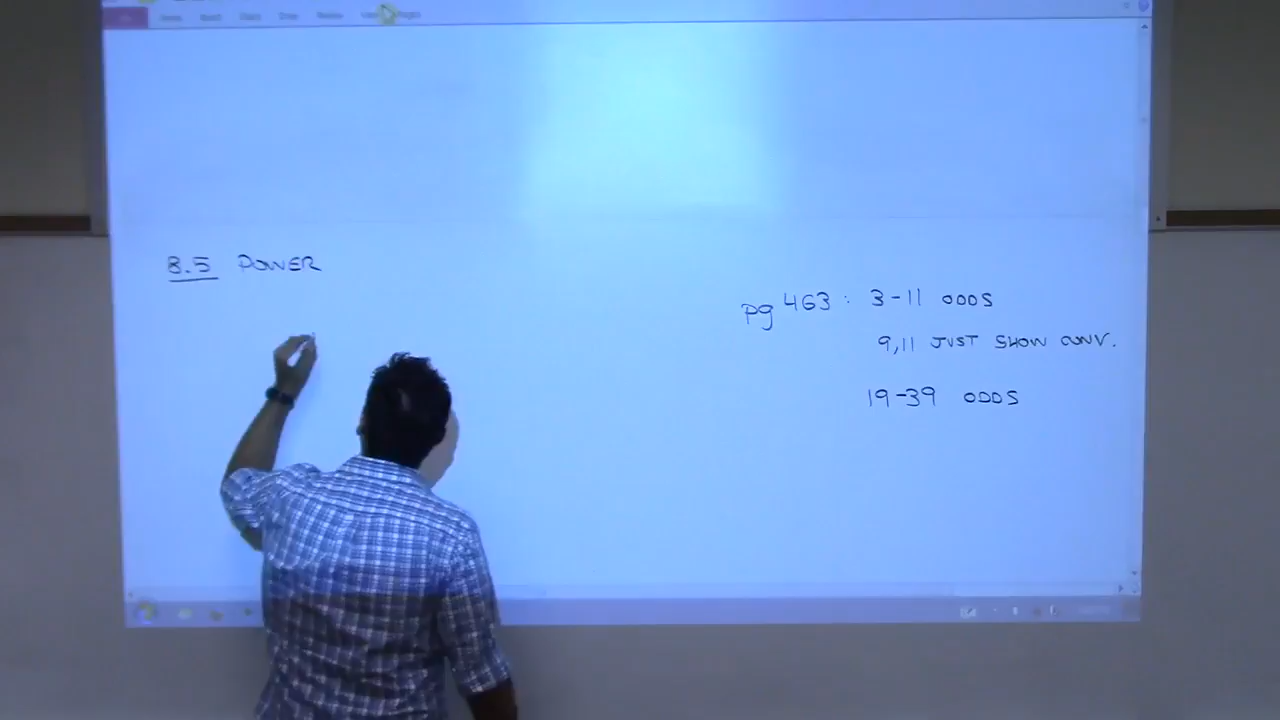 8.5 POWER
pg 463 : 3-11 ODDS
9,11 JUST SHOW CONV.
19-39 ODDS